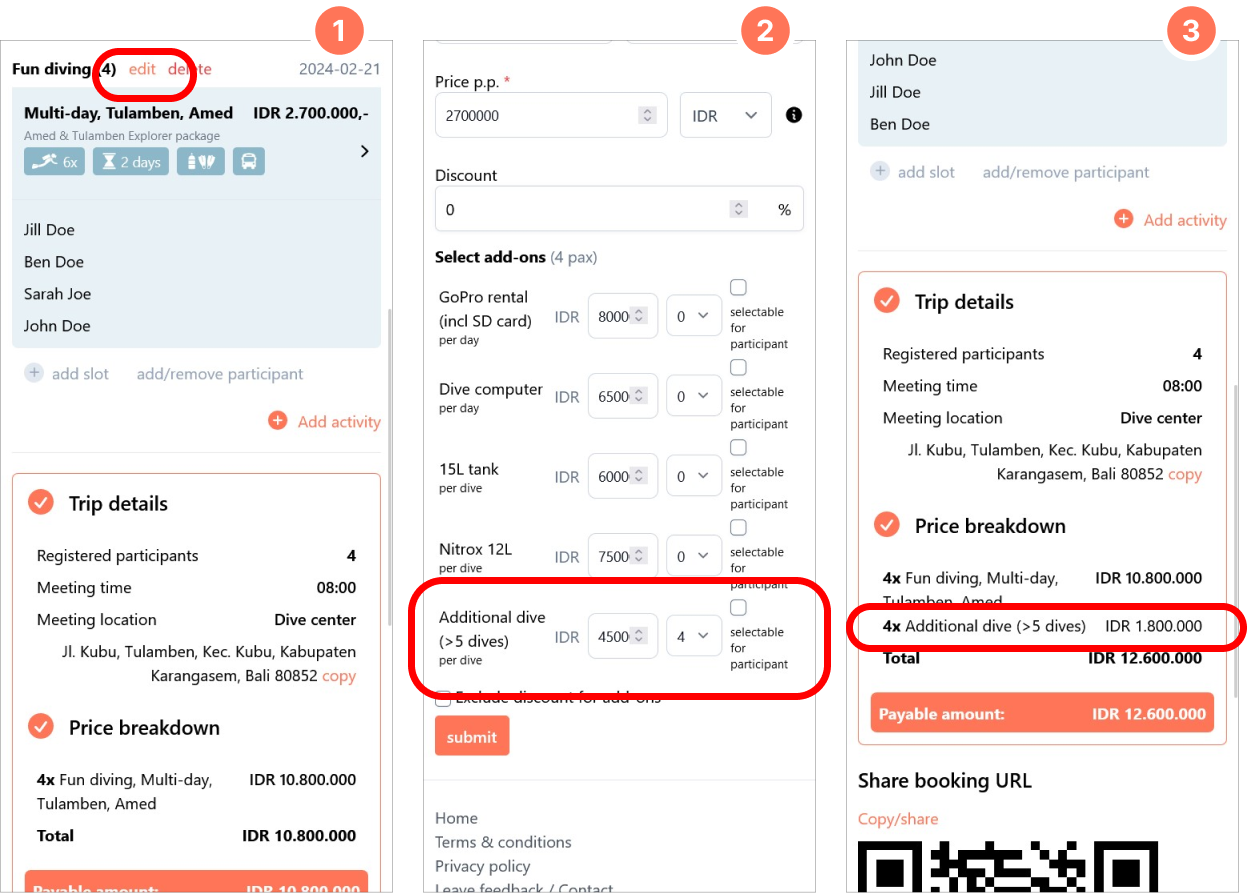 1
Fun diving (4) edit delete 2024-02-21
Multi-day, Tulamben, Amed IDR 2.700.000,-
Amed & Tulamben Explorer package
6x 2 days
Jill Doe
Ben Doe
Sarah Joe
John Doe
+ add slot add/remove participant
+ Add activity
Trip details
Registered participants 4
Meeting time 08:00
Meeting location Dive center
Jl. Kubu, Tulamben, Kec. Kubu, Kabupaten
Karangasem, Bali 80852 copy
Price breakdown
4x Fun diving, Multi-day, IDR 10.800.000
Tulamben, Amed
Total IDR 10.800.000
Payable amount: IDR 10.800.000
2
Price p.p. *
2700000 IDR
Discount
0 %
Select add-ons (4 pax)
GoPro rental
(incl SD card)
per day
IDR 8000 0
selectable
for
participant
Dive computer
per day
IDR 6500 0
selectable
for
participant
15L tank
per dive
IDR 6000 0
selectable
for
participant
Nitrox 12L
per dive
IDR 7500 0
selectable
for
participant
Additional dive
(>5 dives)
per dive
IDR 4500 4
selectable
for
participant
Exclude discount for add-ons
submit
Home
Terms & conditions
Privacy policy
Leave feedback / Contact
3
John Doe
Jill Doe
Ben Doe
+ add slot add/remove participant
+ Add activity
Trip details
Registered participants 4
Meeting time 08:00
Meeting location Dive center
Jl. Kubu, Tulamben, Kec. Kubu, Kabupaten
Karangasem, Bali 80852 copy
Price breakdown
4x Fun diving, Multi-day, IDR 10.800.000
Tulamben, Amed
4x Additional dive (>5 dives) IDR 1.800.000
Total IDR 12.600.000
Payable amount: IDR 12.600.000
Share booking URL
Copy/share